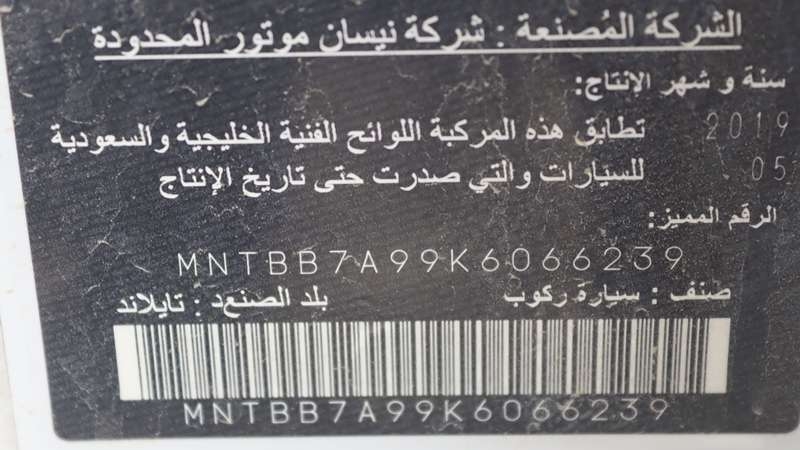 الشركة المُصنعة : شركة نيسان موتور المحدودة
سنة و شهر الإنتاج:
2019 تطابق هذه المركبة اللوائح الفنية الخليجية والسعودية
05 للسيارات والتي صدرت حتى تاريخ الإنتاج
الرقم المميز:
MNTBB7A99K6066239
صنف : سيارة ركوب بلد الصنعد : تايلاند
MNTBB7A99K6066239